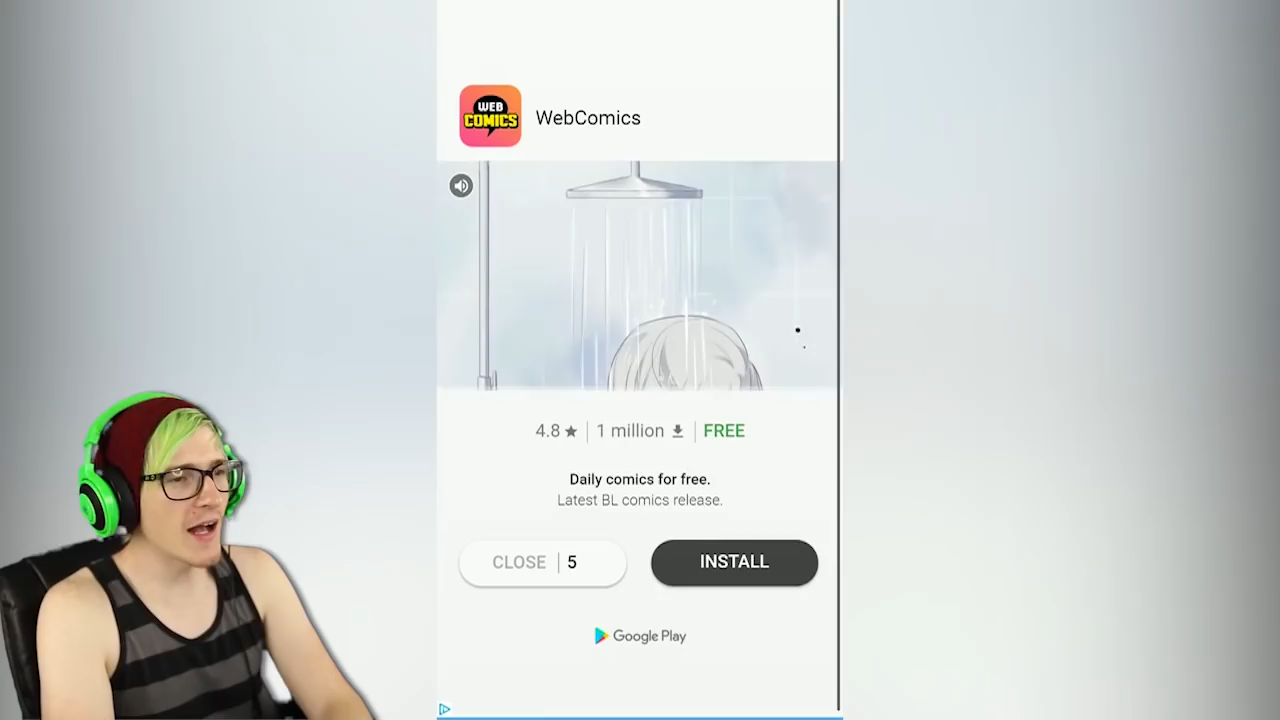 WEB
COMICS
WebComics
4.8 ★ | 1 million | FREE
Daily comics for free.
Latest BL comics release.
CLOSE | 5
INSTALL
Google Play